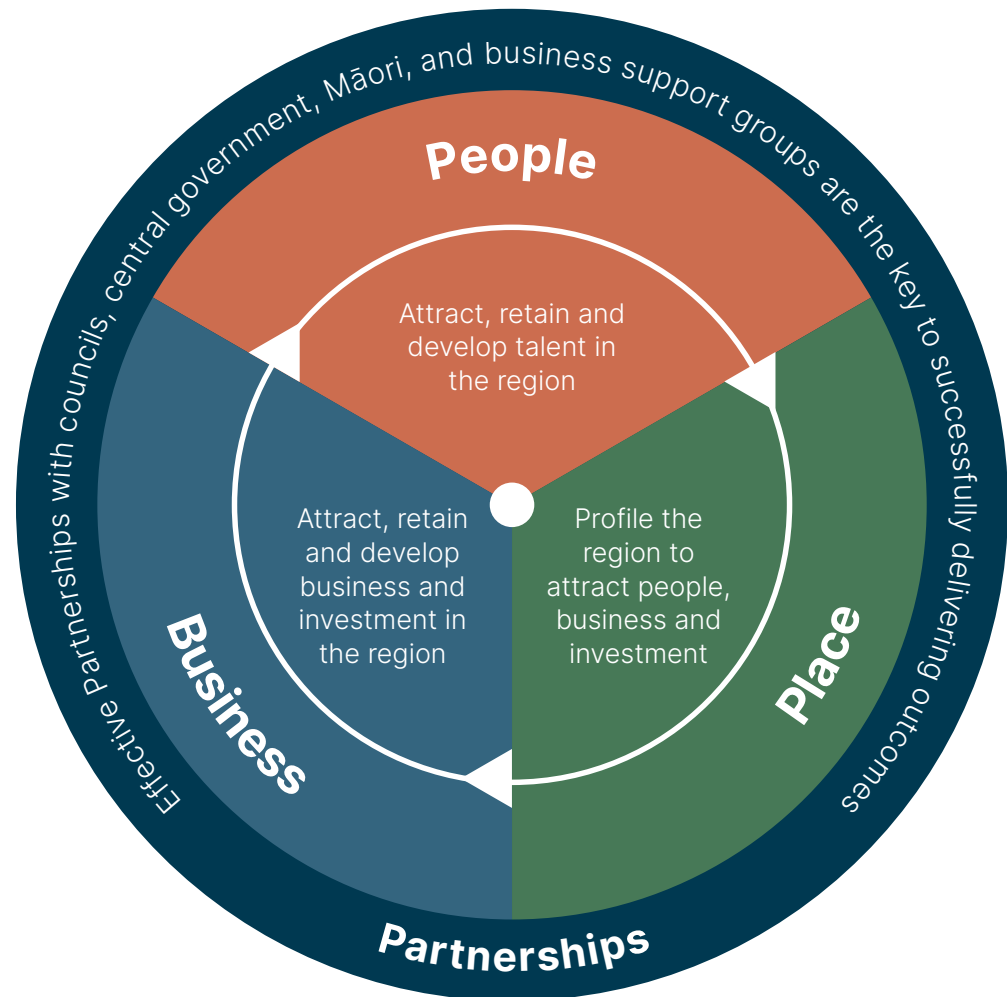 Effective Partnerships with councils, central government, Māori, and business support groups are the key to successfully delivering outcomes
People
Attract, retain and
develop talent in
the region
Business
Attract, retain
and develop
business and
investment in
the region
Place
Profile the
region to
attract people,
business and
investment
Partnerships